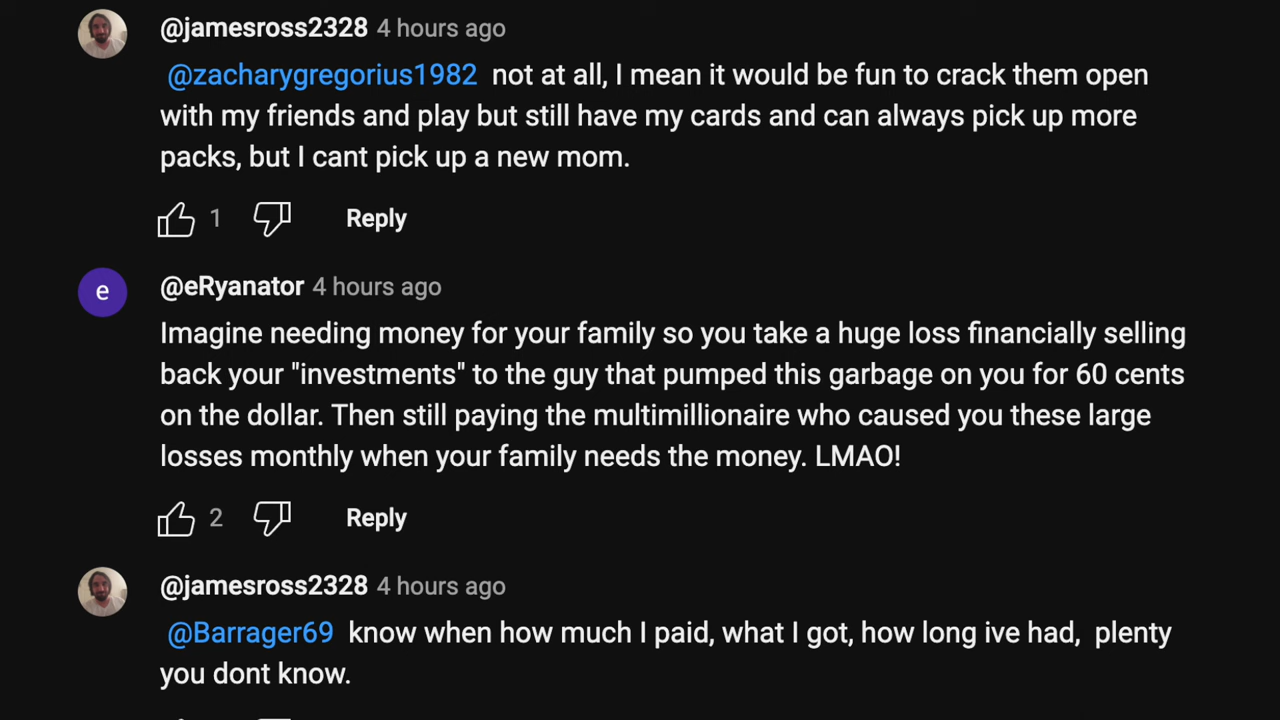 @jamesross2328 4 hours ago
@zacharygregorius1982 not at all, I mean it would be fun to crack them open
with my friends and play but still have my cards and can always pick up more
packs, but I cant pick up a new mom.
1 Reply
e @eRyanator 4 hours ago
Imagine needing money for your family so you take a huge loss financially selling
back your "investments" to the guy that pumped this garbage on you for 60 cents
on the dollar. Then still paying the multimillionaire who caused you these large
losses monthly when your family needs the money. LMAO!
2 Reply
@jamesross2328 4 hours ago
@Barrager69 know when how much I paid, what I got, how long ive had, plenty
you dont know.